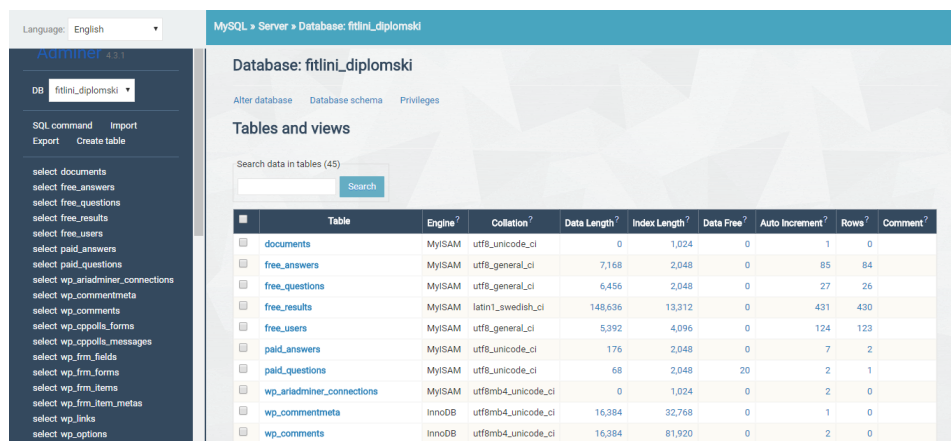 Language: English
MySQL » Server » Database: fitlini_diplomski
Adminer 4.3.1
DB fitlini_diplomski
SQL command Import
Export Create table
select documents
select free_answers
select free_questions
select free_results
select free_users
select paid_answers
select paid_questions
select wp_ariadminer_connections
select wp_commentmeta
select wp_comments
select wp_cppolls_forms
select wp_cppolls_messages
select wp_frm_fields
select wp_frm_forms
select wp_frm_items
select wp_frm_item_metas
select wp_links
select wp_options
Database: fitlini_diplomski
Alter database Database schema Privileges
Tables and views
Search data in tables (45)
Search
Table Engine? Collation? Data Length? Index Length? Data Free? Auto Increment? Rows? Comment?
documents MyISAM utf8_unicode_ci 0 1,024 0 1 0
free_answers MyISAM utf8_general_ci 7,168 2,048 0 85 84
free_questions MyISAM utf8_general_ci 6,456 2,048 0 27 26
free_results MyISAM latin1_swedish_ci 148,636 13,312 0 431 430
free_users MyISAM utf8_general_ci 5,392 4,096 0 124 123
paid_answers MyISAM utf8_unicode_ci 176 2,048 0 7 2
paid_questions MyISAM utf8_unicode_ci 68 2,048 20 2 1
wp_ariadminer_connections MyISAM utf8mb4_unicode_ci 0 1,024 0 2 0
wp_commentmeta InnoDB utf8mb4_unicode_ci 16,384 32,768 0 1 0
wp_comments InnoDB utf8mb4_unicode_ci 16,384 81,920 0 2 0